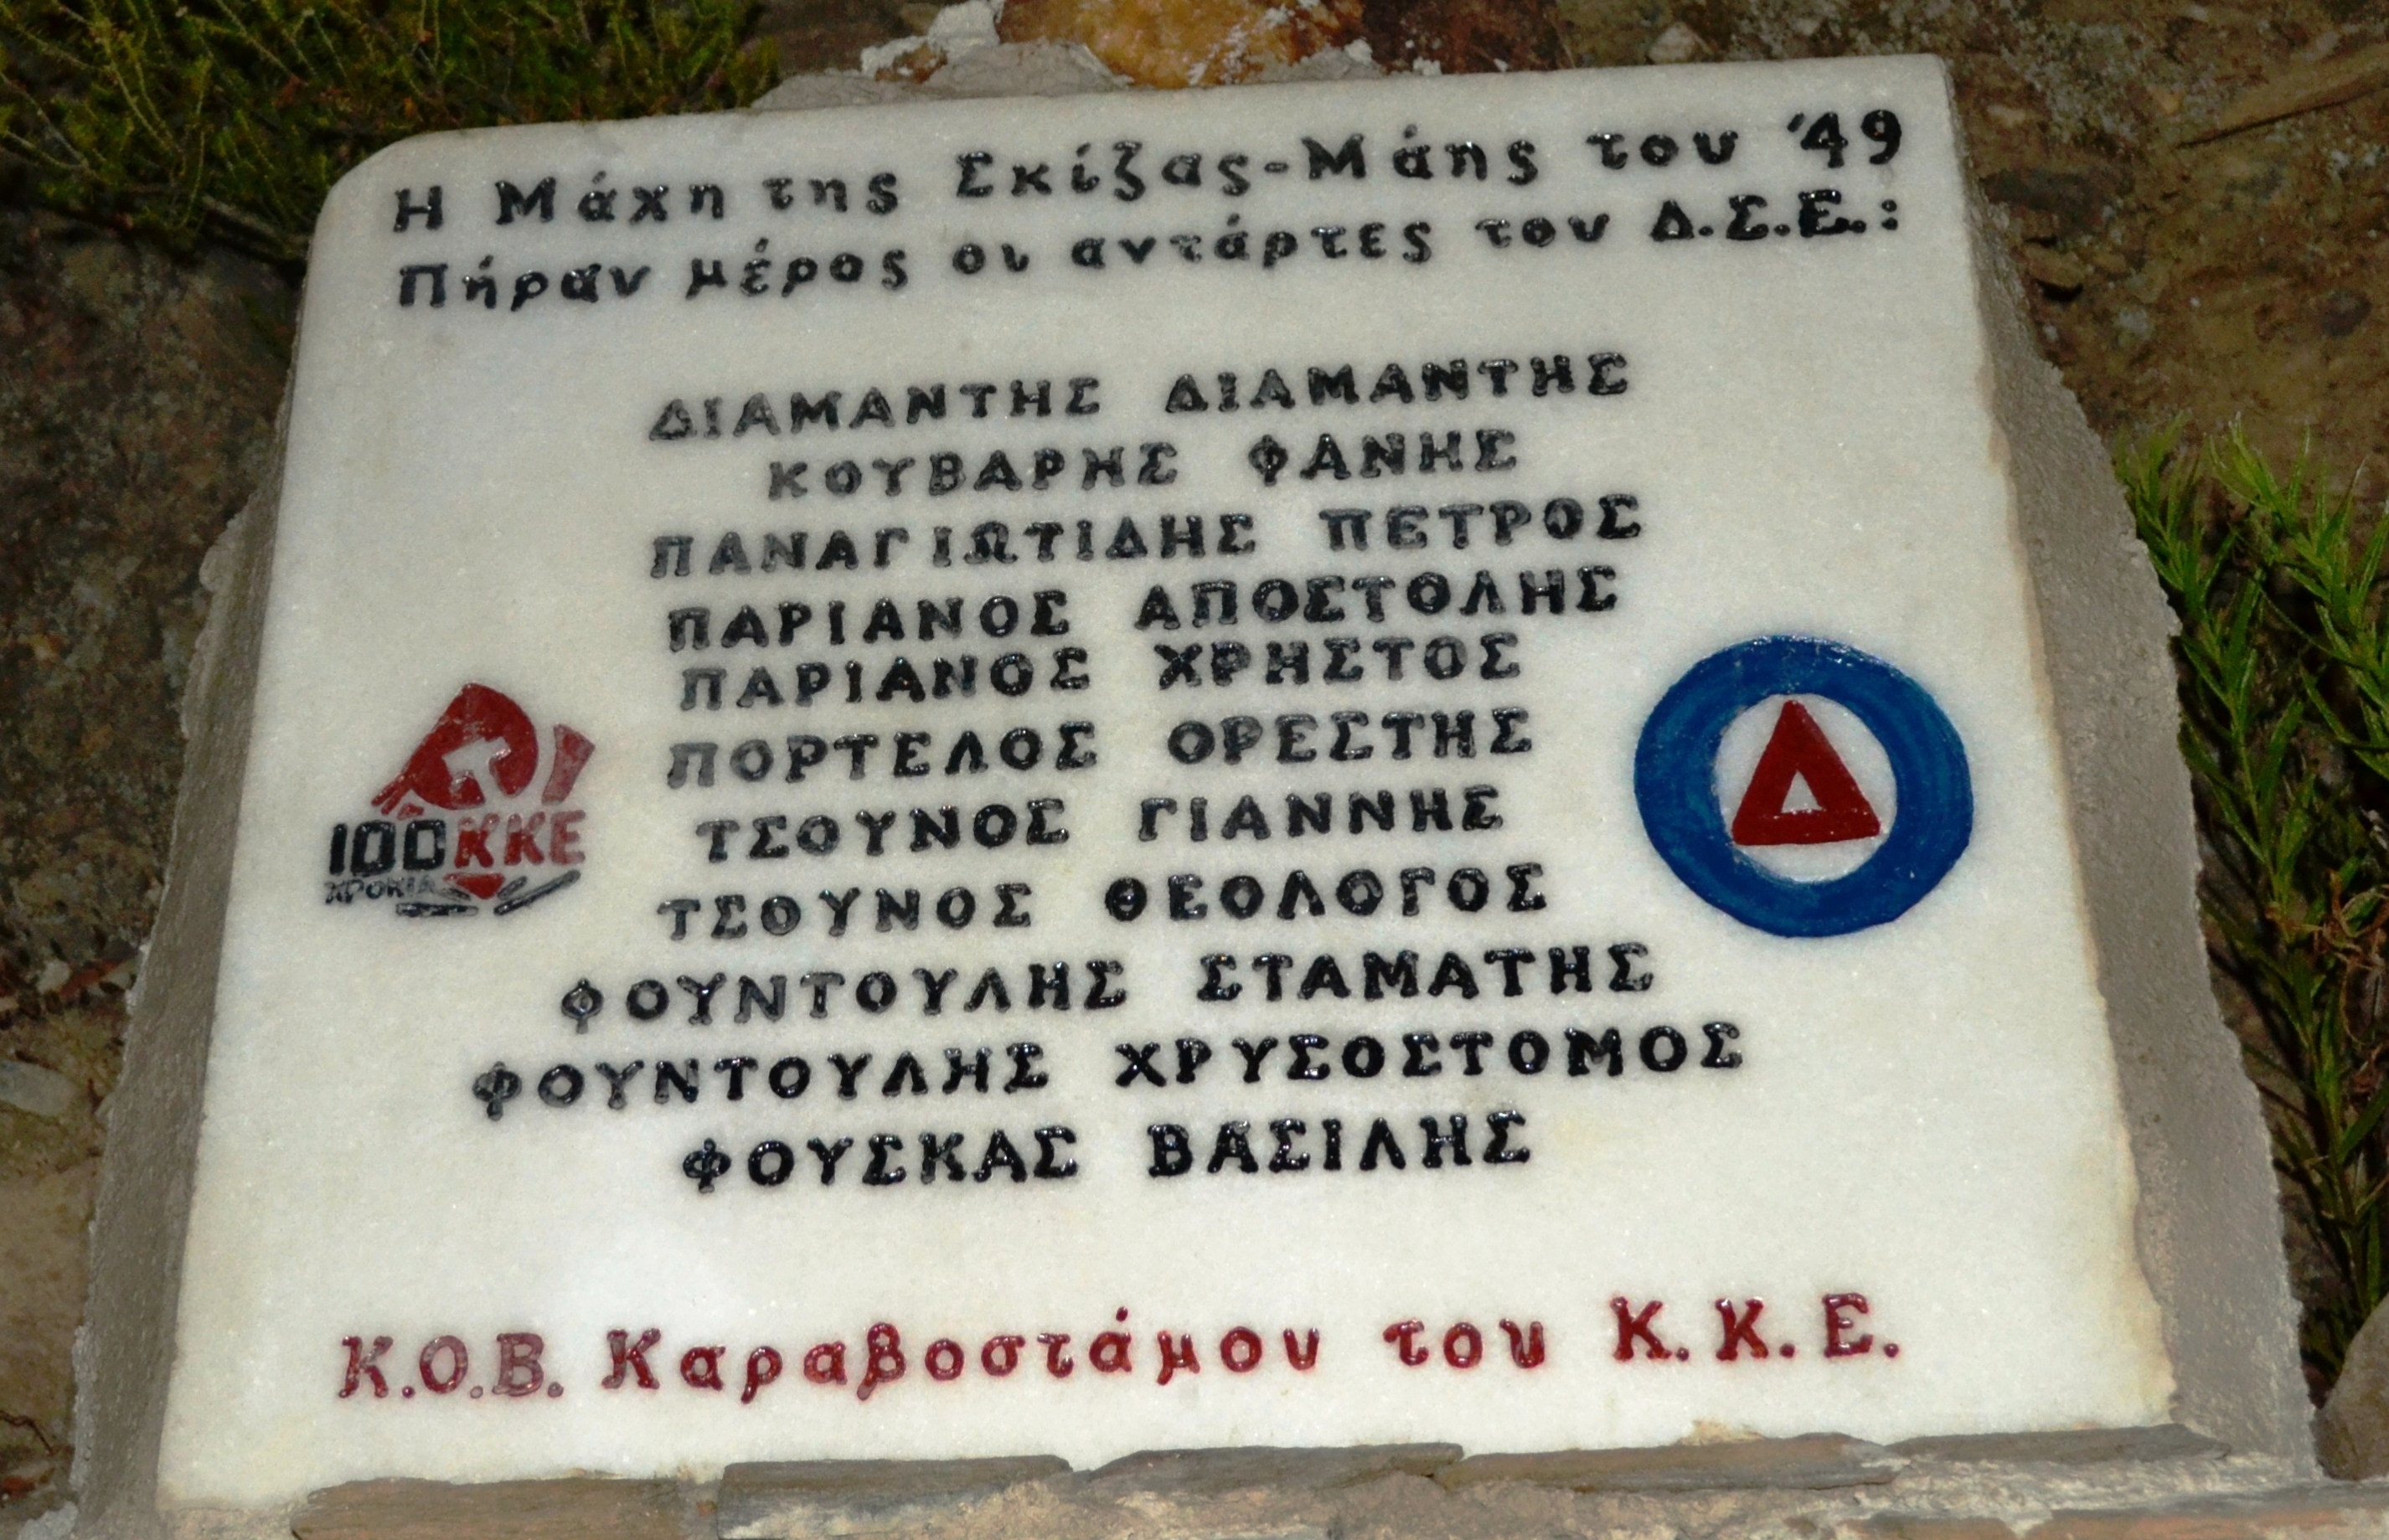 Η Μάχη της Σκίζας-Μάης του '49
Πήραν μέρος οι αντάρτες του Δ.Σ.Ε.:
ΔΙΑΜΑΝΤΗΣ ΔΙΑΜΑΝΤΗΣ
ΚΟΥΒΑΡΗΣ ΦΑΝΗΣ
ΠΑΝΑΓΙΩΤΙΔΗΣ ΠΕΤΡΟΣ
ΠΑΡΙΑΝΟΣ ΑΠΟΣΤΟΛΗΣ
ΠΑΡΙΑΝΟΣ ΧΡΗΣΤΟΣ
ΠΟΡΤΕΛΟΣ ΟΡΕΣΤΗΣ
ΤΣΟΥΝΟΣ ΓΙΑΝΝΗΣ
ΤΣΟΥΝΟΣ ΘΕΟΛΟΓΟΣ
ΦΟΥΝΤΟΥΛΗΣ ΣΤΑΜΑΤΗΣ
ΦΟΥΝΤΟΥΛΗΣ ΧΡΥΣΟΣΤΟΜΟΣ
ΦΟΥΣΚΑΣ ΒΑΣΙΛΗΣ
100 ΚΚΕ
ΧΡΟΝΙΑ
Δ
Κ.Ο.Β. Καραβοστάμου του Κ.Κ.Ε.